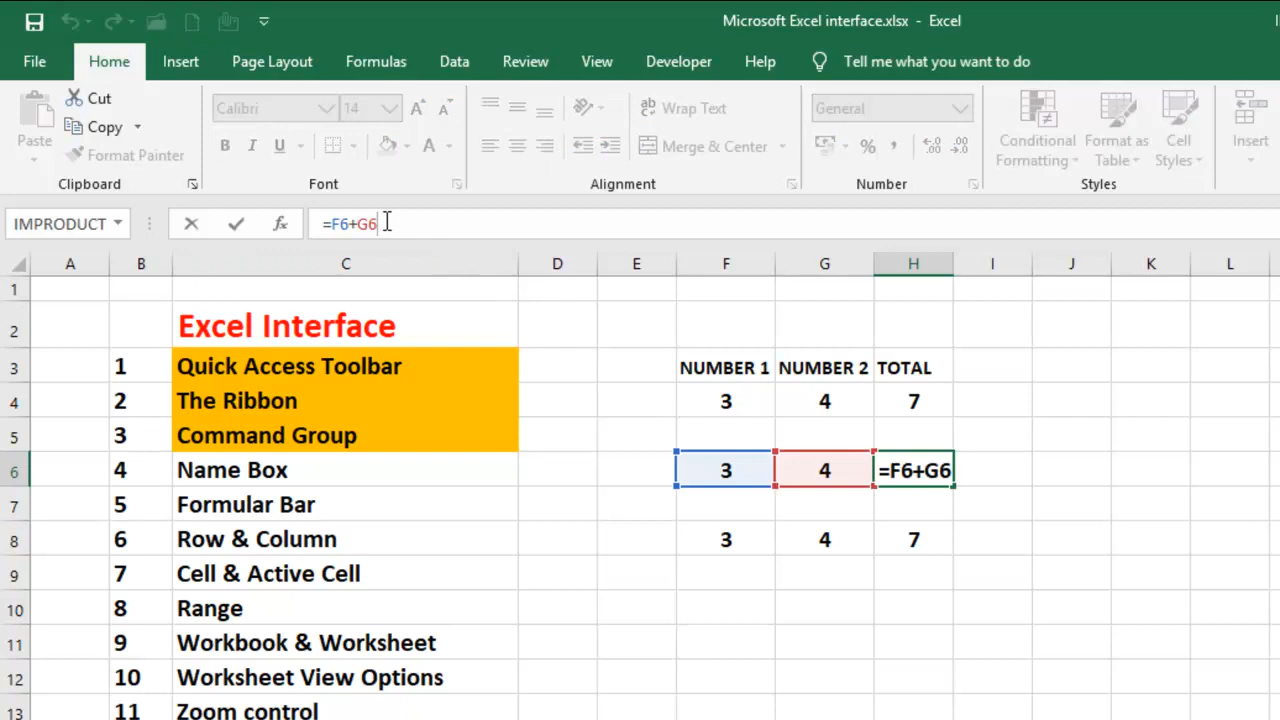 Microsoft Excel interface.xlsx - Excel
File Home Insert Page Layout Formulas Data Review View Developer Help Tell me what you want to do
Paste
Cut
Copy
Format Painter
Clipboard
Calibri 14
B I U
Font
Wrap Text
Merge & Center
Alignment
General
% ,
Number
Conditional Formatting
Format as Table
Cell Styles
Styles
Insert
IMPRODUCT fx =F6+G6
A B C D E F G H I J K L
1
2 Excel Interface
3 1 Quick Access Toolbar NUMBER 1 NUMBER 2 TOTAL
4 2 The Ribbon 3 4 7
5 3 Command Group
6 4 Name Box 3 4 =F6+G6
7 5 Formular Bar
8 6 Row & Column 3 4 7
9 7 Cell & Active Cell
10 8 Range
11 9 Workbook & Worksheet
12 10 Worksheet View Options
13 11 Zoom control